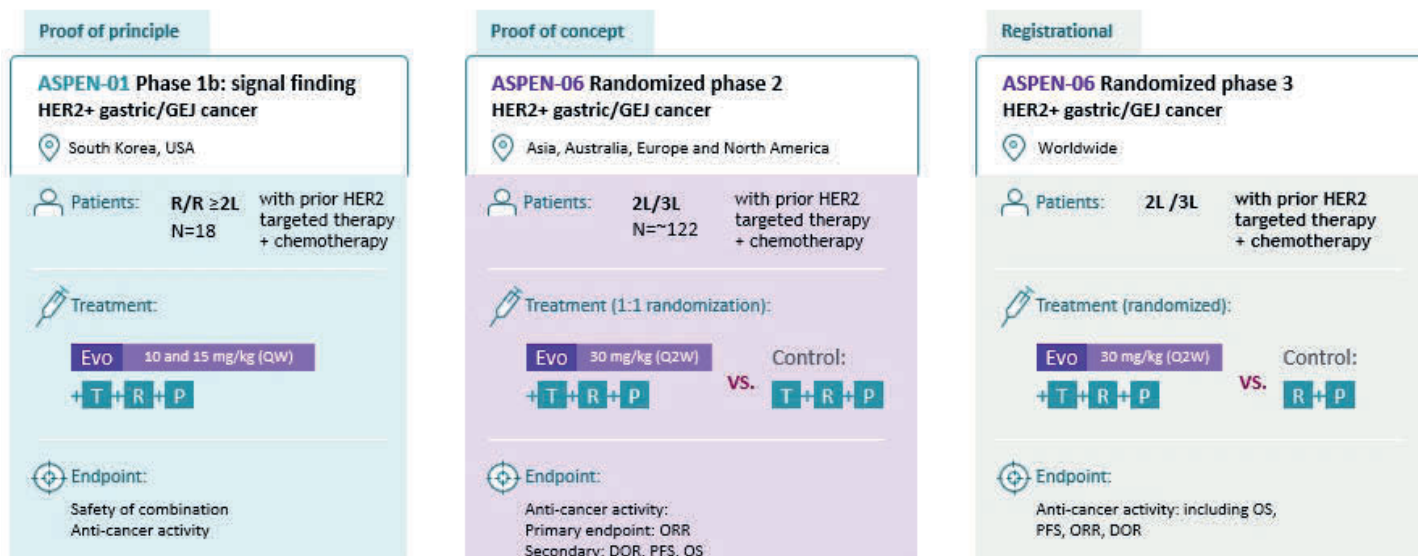 Proof of principle
ASPEN-01 Phase 1b: signal finding
HER2+ gastric/GEJ cancer
South Korea, USA
Patients:
R/R ≥2L
N=18
with prior HER2
targeted therapy
+ chemotherapy
Treatment:
Evo 10 and 15 mg/kg (QW)
+T+R+P
Endpoint:
Safety of combination
Anti-cancer activity
Proof of concept
ASPEN-06 Randomized phase 2
HER2+ gastric/GEJ cancer
Asia, Australia, Europe and North America
Patients:
2L/3L
N=~122
with prior HER2
targeted therapy
+ chemotherapy
Treatment (1:1 randomization):
Evo 30 mg/kg (Q2W)
+T+R+P
vs.
Control:
T+R+P
Endpoint:
Anti-cancer activity:
Primary endpoint: ORR
Secondary: DOR, PFS, OS
Registrational
ASPEN-06 Randomized phase 3
HER2+ gastric/GEJ cancer
Worldwide
Patients:
2L /3L
with prior HER2
targeted therapy
+ chemotherapy
Treatment (randomized):
Evo 30 mg/kg (Q2W)
+T+R+P
vs.
Control:
R+P
Endpoint:
Anti-cancer activity: including OS,
PFS, ORR, DOR